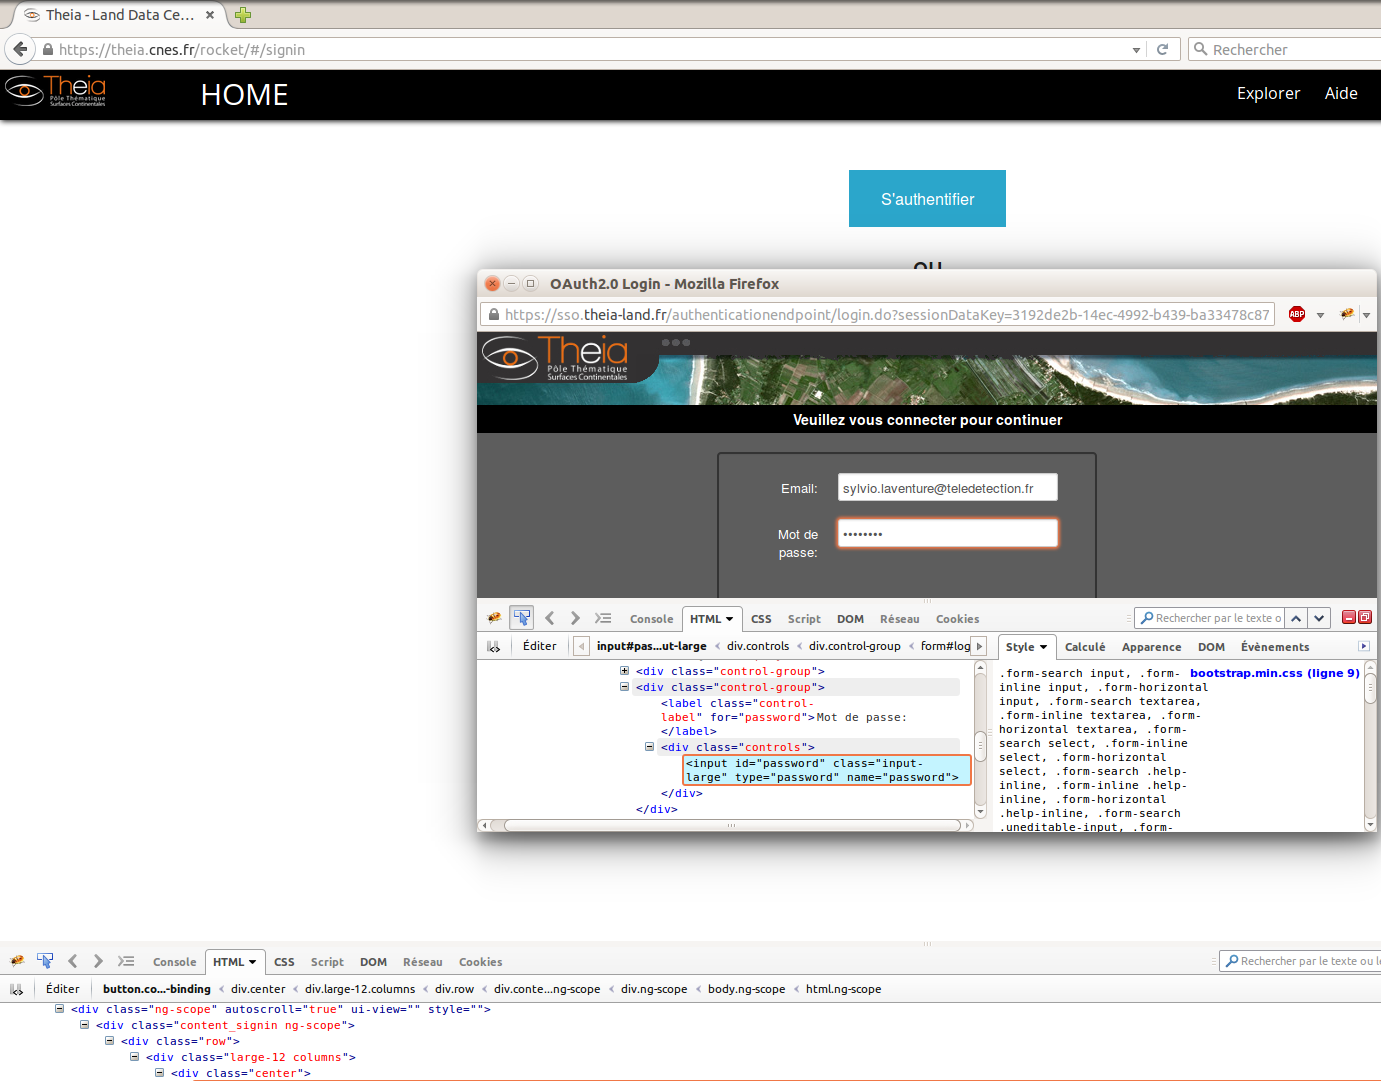 Theia - Land Data Ce...
https://theia.cnes.fr/rocket/#/signin
Rechercher
Theia
Pôle Thématique
Surfaces Continentales
HOME
Explorer
Aide
S'authentifier
ou
OAuth2.0 Login - Mozilla Firefox
https://sso.theia-land.fr/authenticationendpoint/login.do?sessionDataKey=3192de2b-14ec-4992-b439-ba33478c87
ABP
Theia
Pôle Thématique
Surfaces Continentales
Veuillez vous connecter pour continuer
Email:
sylvio.laventure@teledetection.fr
Mot de
passe:
••••••••
Console HTML CSS Script DOM Réseau Cookies
Rechercher par le texte o
Éditer input#pas...ut-large < div.controls < div.control-group < form#log
Style Calculé Apparence DOM Évènements
<div class="control-group">
<div class="control-group">
<label class="control-
label" for="password">Mot de passe:
</label>
<div class="controls">
<input id="password" class="input-
large" type="password" name="password">
</div>
</div>
.form-search input, .form- bootstrap.min.css (ligne 9)
inline input, .form-horizontal
input, .form-search textarea,
.form-inline textarea, .form-
horizontal textarea, .form-
search select, .form-inline
select, .form-horizontal
select, .form-search .help-
inline, .form-inline .help-
inline, .form-horizontal
.help-inline, .form-search
.uneditable-input, .form-
Console HTML CSS Script DOM Réseau Cookies
Rechercher par le texte ou le
Éditer button.co...-binding < div.center < div.large-12.columns < div.row < div.conte...ng-scope < div.ng-scope < body.ng-scope < html.ng-scope
<div class="ng-scope" autoscroll="true" ui-view="" style="">
<div class="content_signin ng-scope">
<div class="row">
<div class="large-12 columns">
<div class="center">